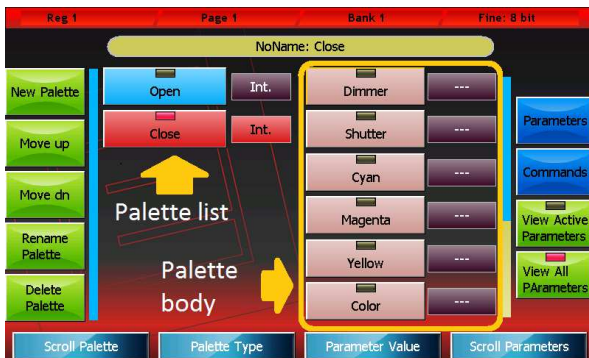 Reg 1 Page 1 Bank 1 Fine: 8 bit
NoName: Close
New Palette
Move up
Move dn
Rename
Palette
Delete
Palette
Open Int.
Close Int.
Palette list
Palette
body
Dimmer ---
Shutter ---
Cyan ---
Magenta ---
Yellow ---
Color ---
Parameters
Commands
View Active
Parameters
View All
PArameters
Scroll Palette Palette Type Parameter Value Scroll Parameters